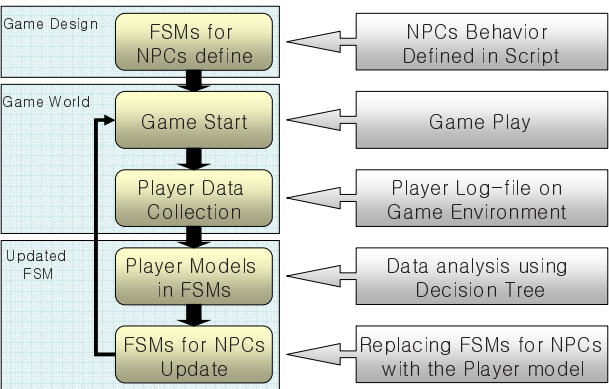 Game Design
FSMs for
NPCs define
NPCs Behavior
Defined in Script
Game World
Game Start
Game Play
Player Data
Collection
Player Log-file on
Game Environment
Updated
FSM
Player Models
in FSMs
Data analysis using
Decision Tree
FSMs for NPCs
Update
Replacing FSMs for NPCs
with the Player model